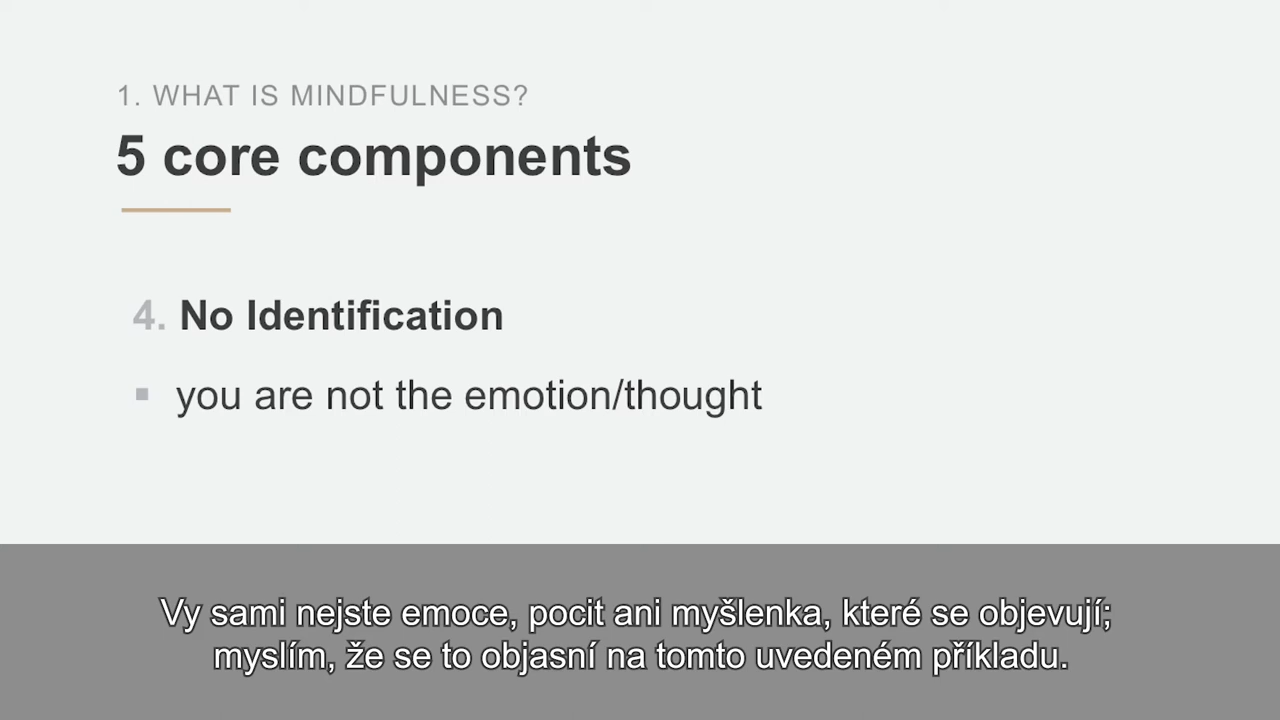 1. WHAT IS MINDFULNESS?
5 core components
4. No Identification
▪ you are not the emotion/thought
Vy sami nejste emoce, pocit ani myšlenka, které se objevují;
myslím, že se to objasní na tomto uvedeném příkladu.